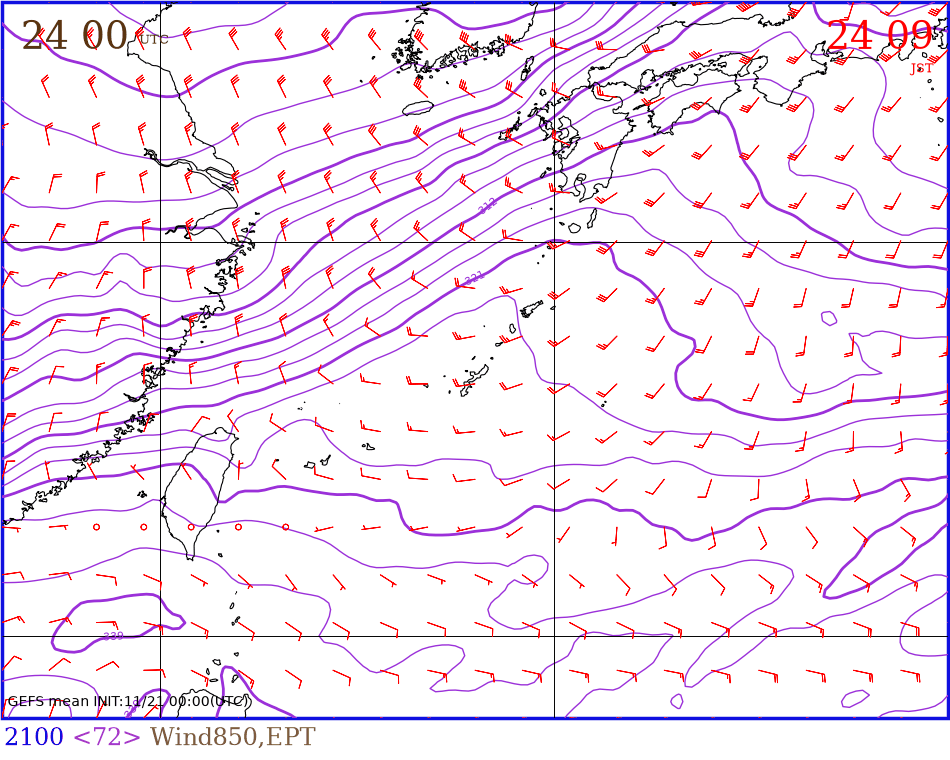 24 00 UTC
24 09
JST
312
321
339
GEFS mean INIT:11/21 00:00(UTC)
2100 <72> Wind850,EPT